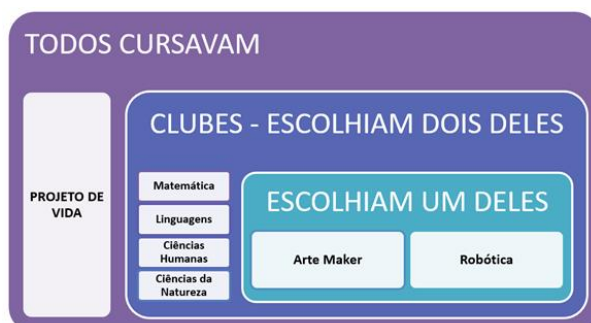 TODOS CURSAVAM
PROJETO DE
VIDA
CLUBES - ESCOLHIAM DOIS DELES
Matemática
Linguagens
Ciências
Humanas
Ciências da
Natureza
ESCOLHIAM UM DELES
Arte Maker
Robótica